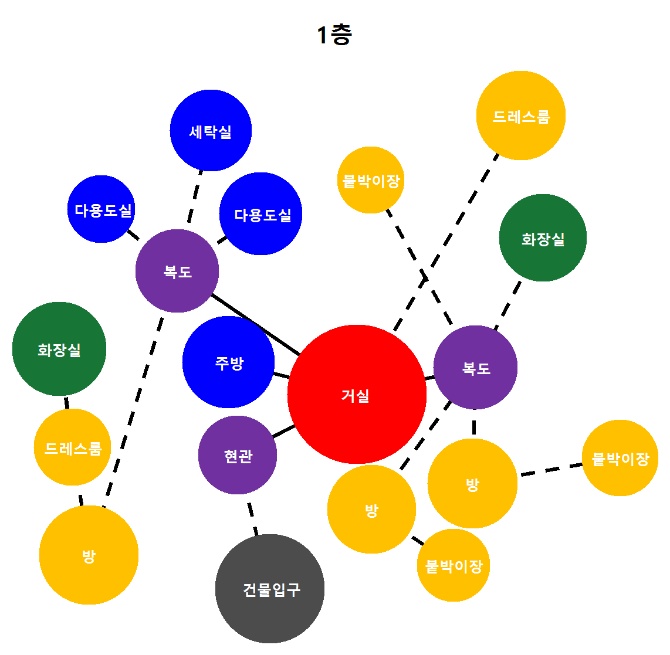 1층
드레스룸
세탁실
붙박이장
다용도실
다용도실
화장실
복도
화장실
주방
거실
복도
드레스룸
현관
붙박이장
방
방
방
붙박이장
건물입구